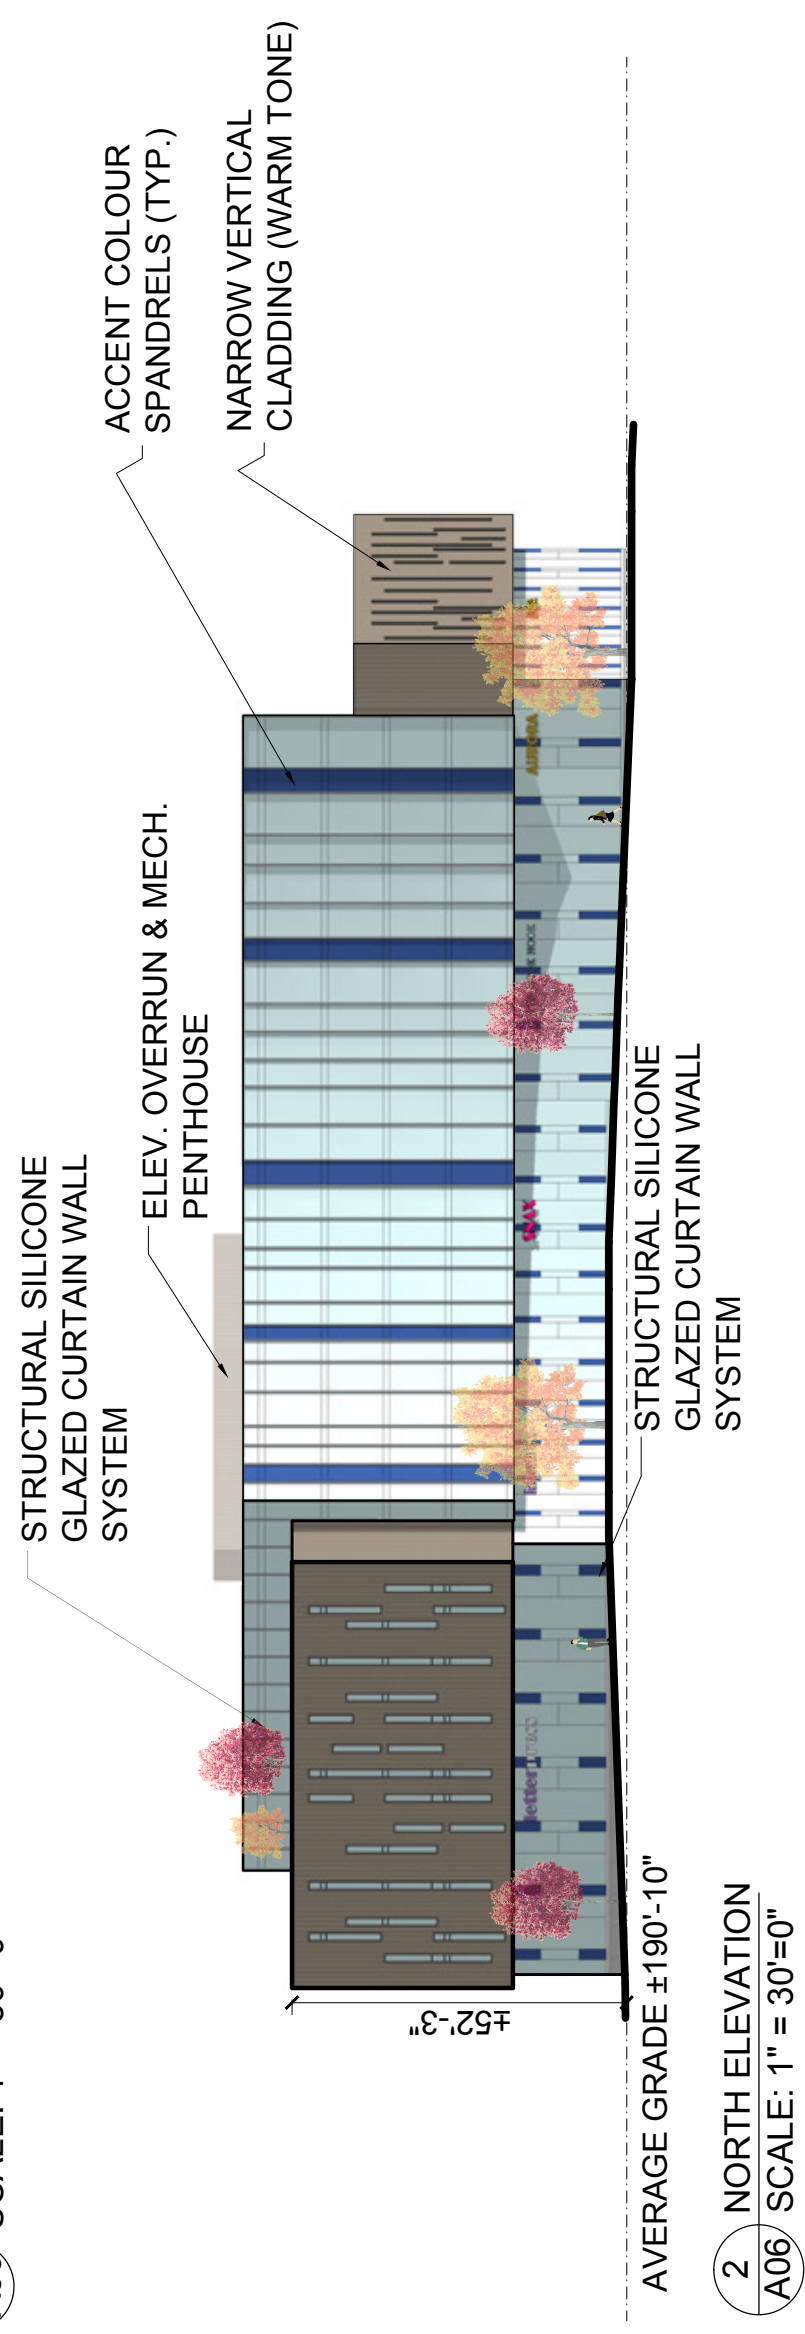 STRUCTURAL SILICONE
GLAZED CURTAIN WALL
SYSTEM
ELEV. OVERRUN & MECH.
PENTHOUSE
ACCENT COLOUR
SPANDRELS (TYP.)
NARROW VERTICAL
CLADDING (WARM TONE)
±52'-3"
letterpress
SNAX
NOOK
AURORA
STRUCTURAL SILICONE
GLAZED CURTAIN WALL
SYSTEM
AVERAGE GRADE ±190'-10"
2
A06
NORTH ELEVATION
SCALE: 1" = 30'=0"